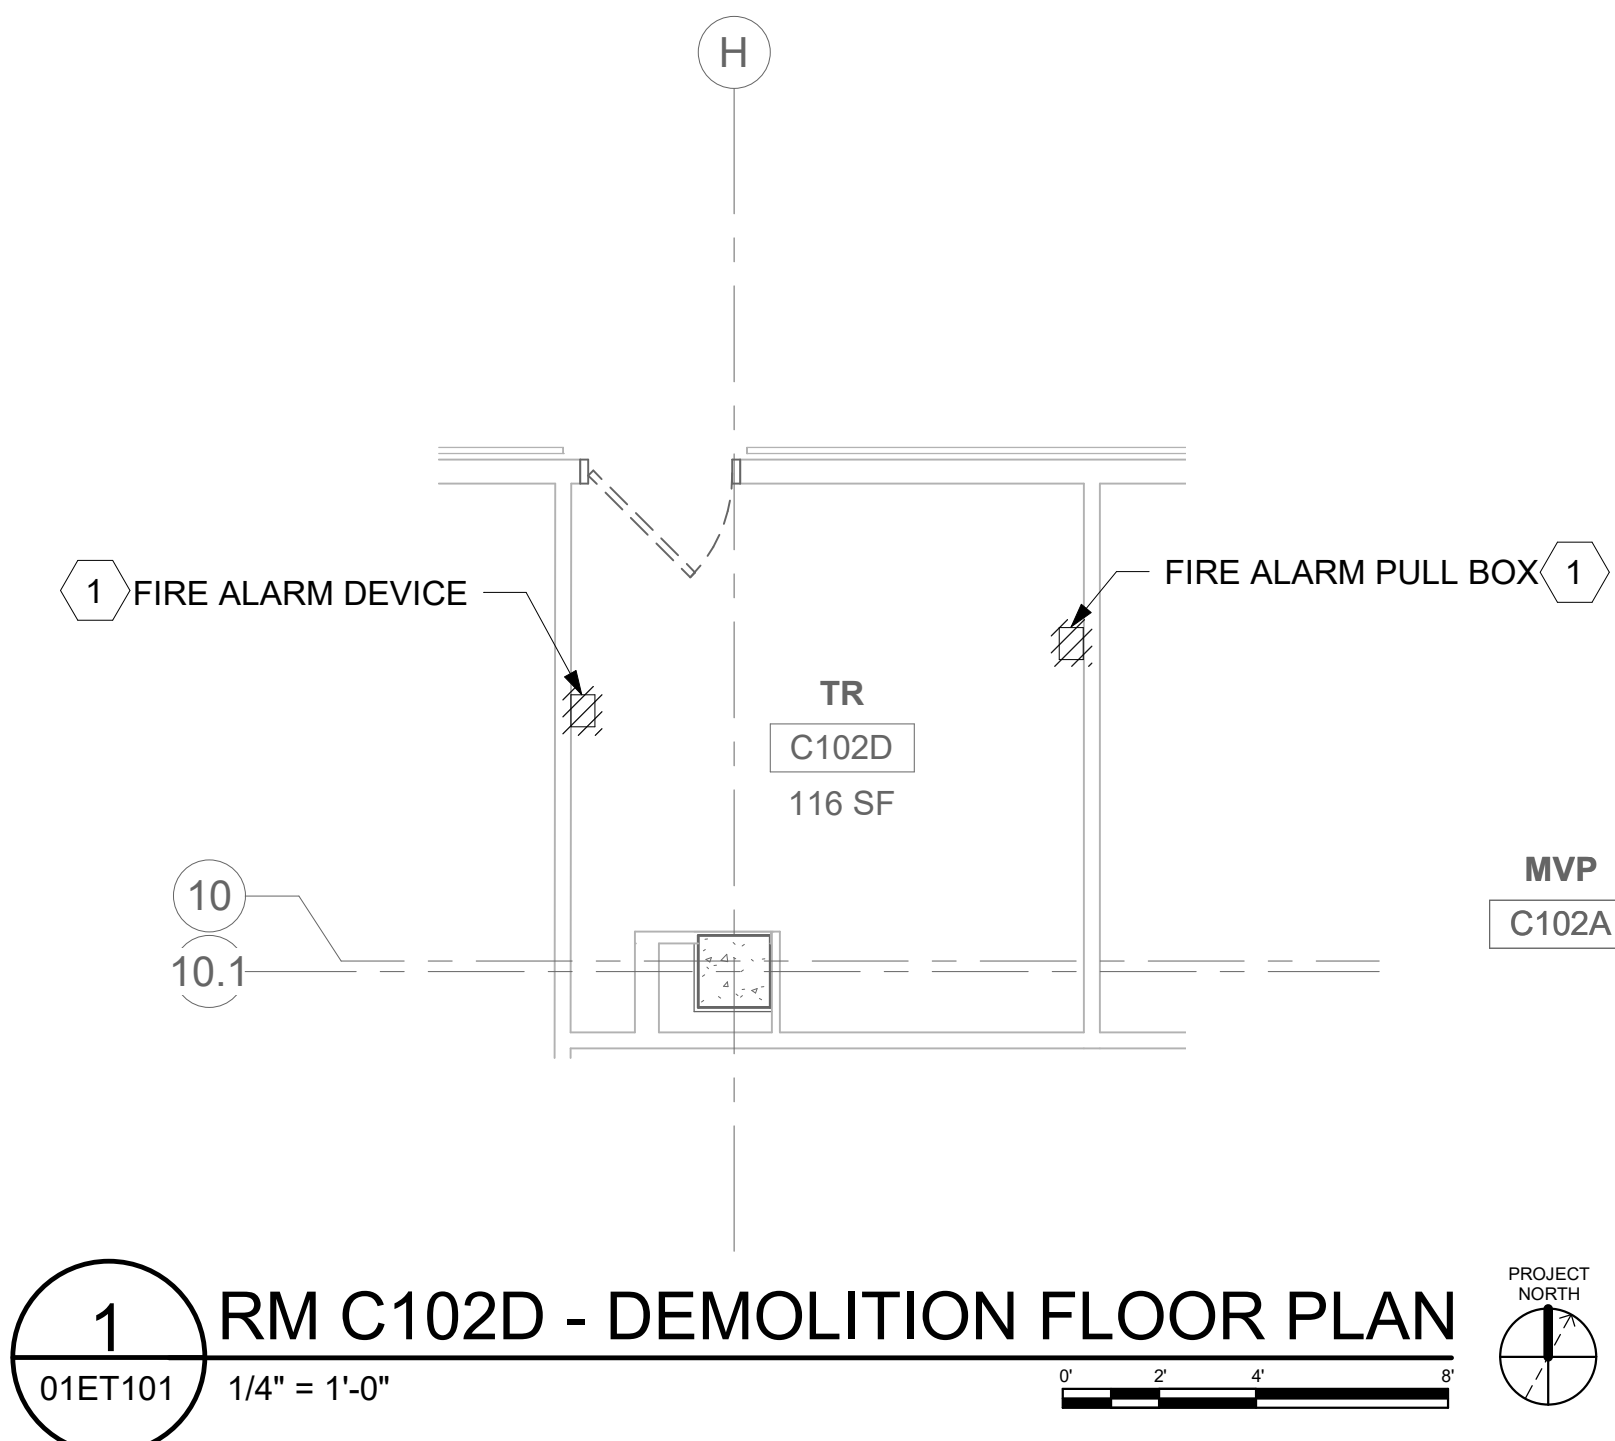 H
1 FIRE ALARM DEVICE
FIRE ALARM PULL BOX 1
TR
C102D
116 SF
10
10.1
MVP
C102A
1
01ET101
RM C102D - DEMOLITION FLOOR PLAN
1/4" = 1'-0"
0' 2' 4' 8'
PROJECT
NORTH